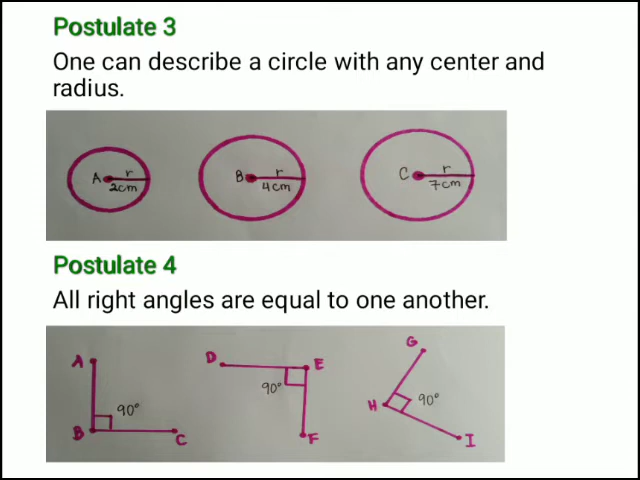 Postulate 3
One can describe a circle with any center and
radius.
A r 2cm
B r 4cm
C r 7cm
Postulate 4
All right angles are equal to one another.
A
90°
B
C
D
E
90°
F
G
H
90°
I